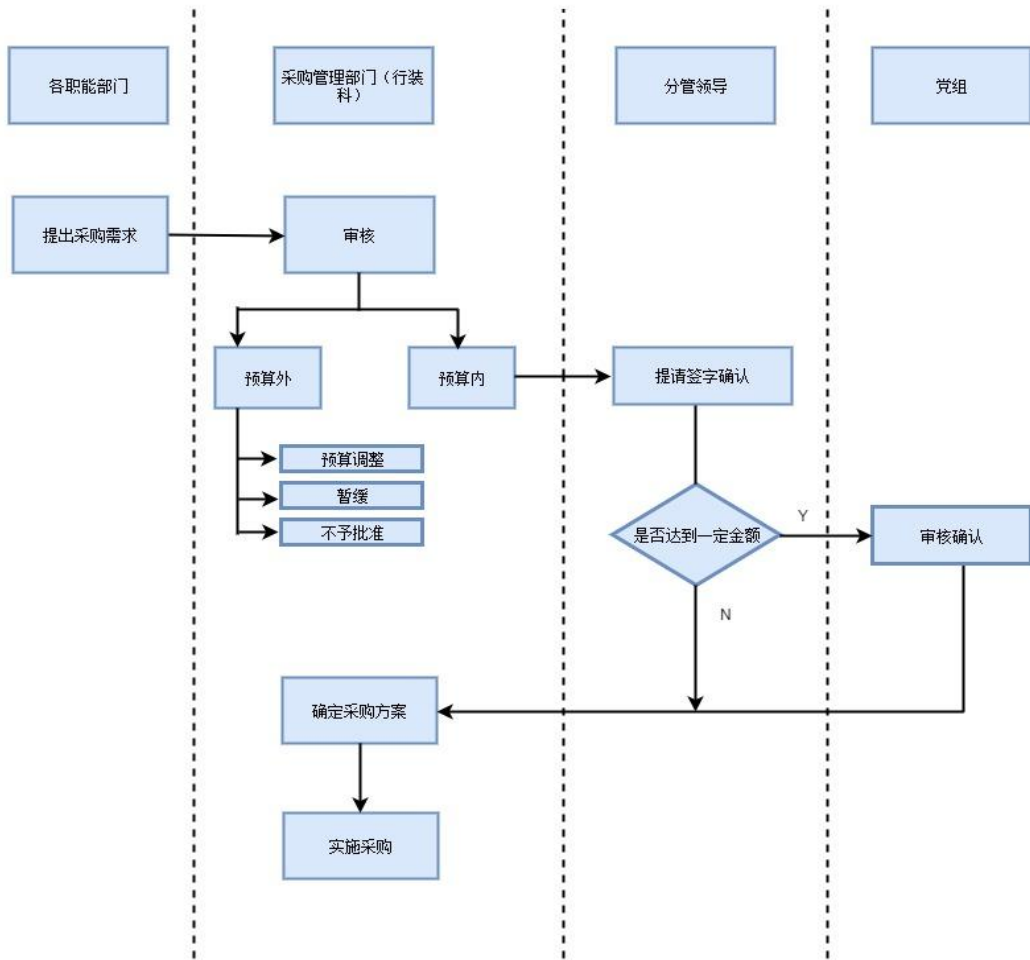 各职能部门
采购管理部门（行装
科）
分管领导
党组
提出采购需求
审核
预算外
预算内
提请签字确认
预算调整
暂缓
不予批准
是否达到一定金额
Y
审核确认
N
确定采购方案
实施采购